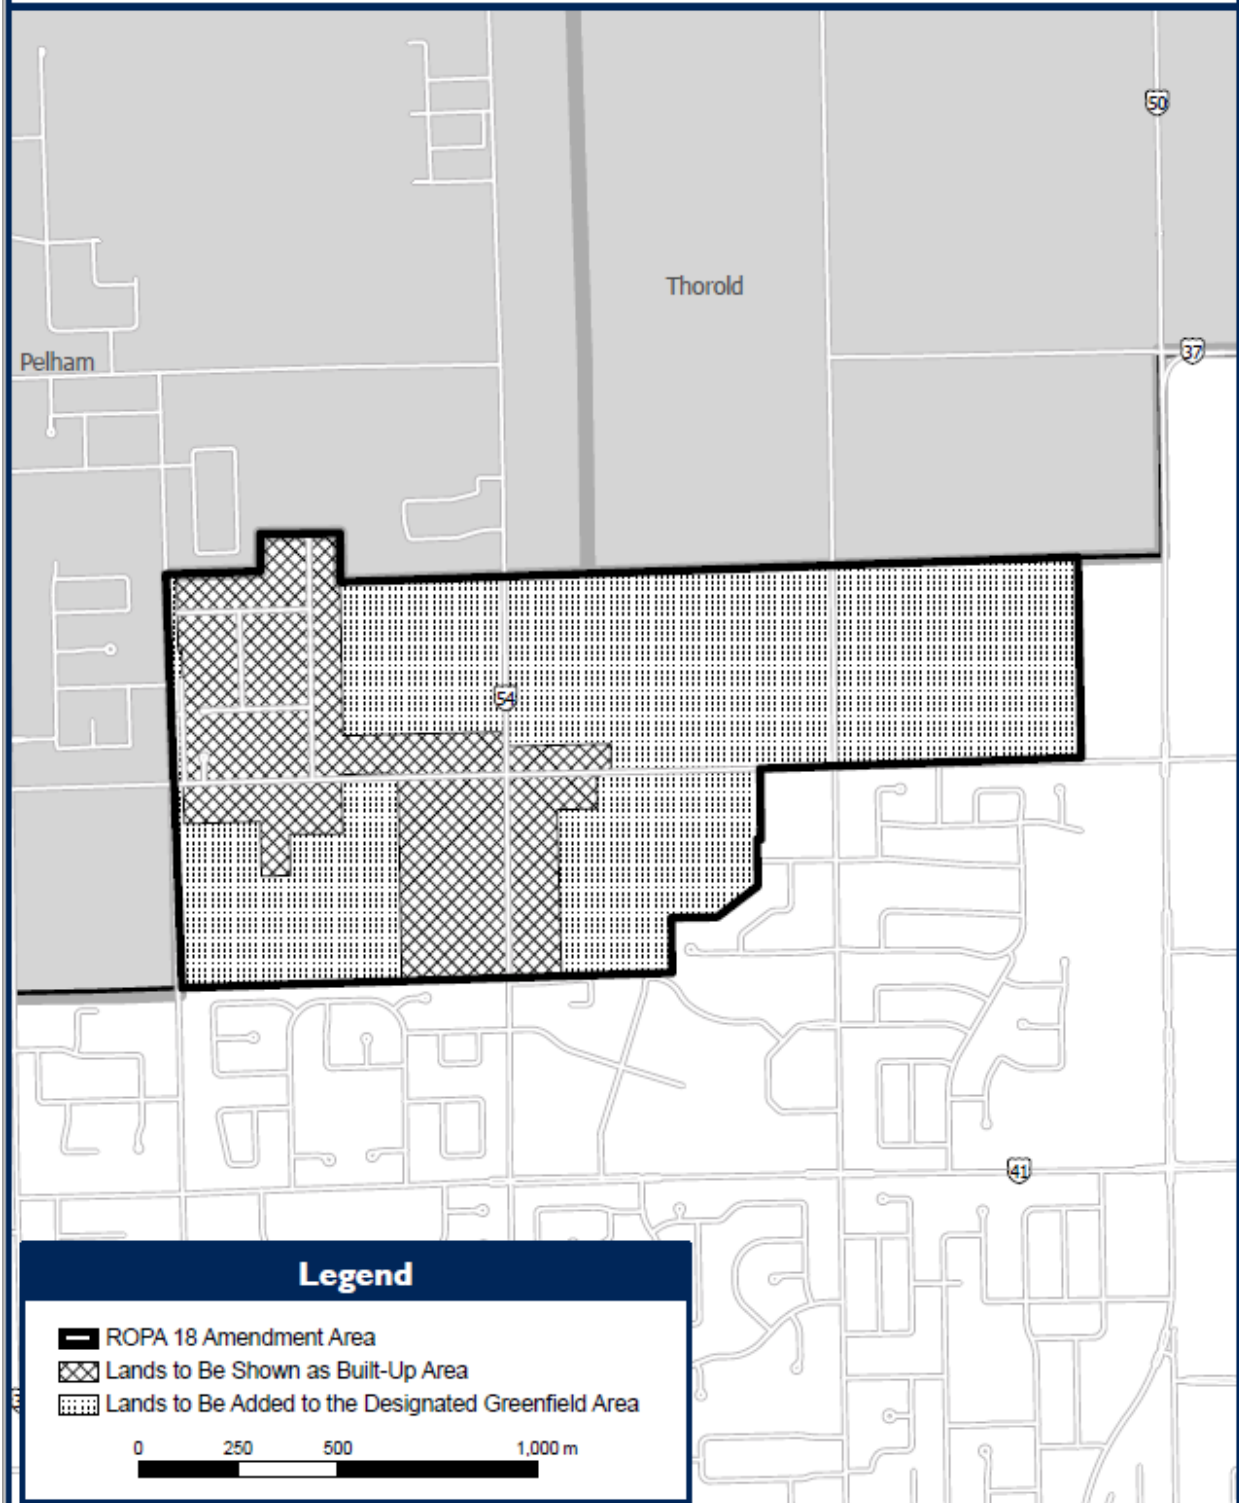 50
Thorold
37
Pelham
54
41
Legend
ROPA 18 Amendment Area
Lands to Be Shown as Built-Up Area
Lands to Be Added to the Designated Greenfield Area
0 250 500 1,000 m